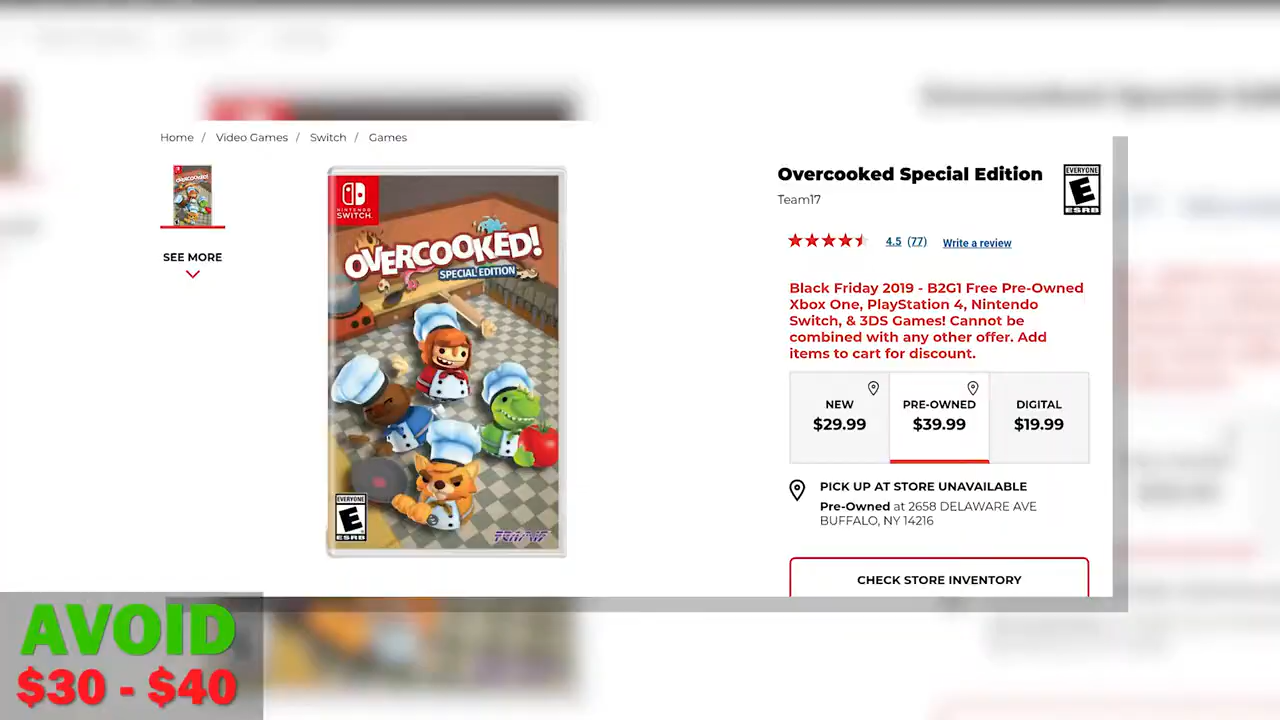 Home / Video Games / Switch / Games
SEE MORE
NINTENDO
SWITCH
OVERCOOKED!
SPECIAL EDITION
EVERYONE
E
ESRB
Overcooked Special Edition
Team17
EVERYONE
E
ESRB
4.5 (77) Write a review
Black Friday 2019 - B2G1 Free Pre-Owned
Xbox One, PlayStation 4, Nintendo
Switch, & 3DS Games! Cannot be
combined with any other offer. Add
items to cart for discount.
NEW
$29.99
PRE-OWNED
$39.99
DIGITAL
$19.99
PICK UP AT STORE UNAVAILABLE
Pre-Owned at 2658 DELAWARE AVE
BUFFALO, NY 14216
CHECK STORE INVENTORY
AVOID
$30 - $40